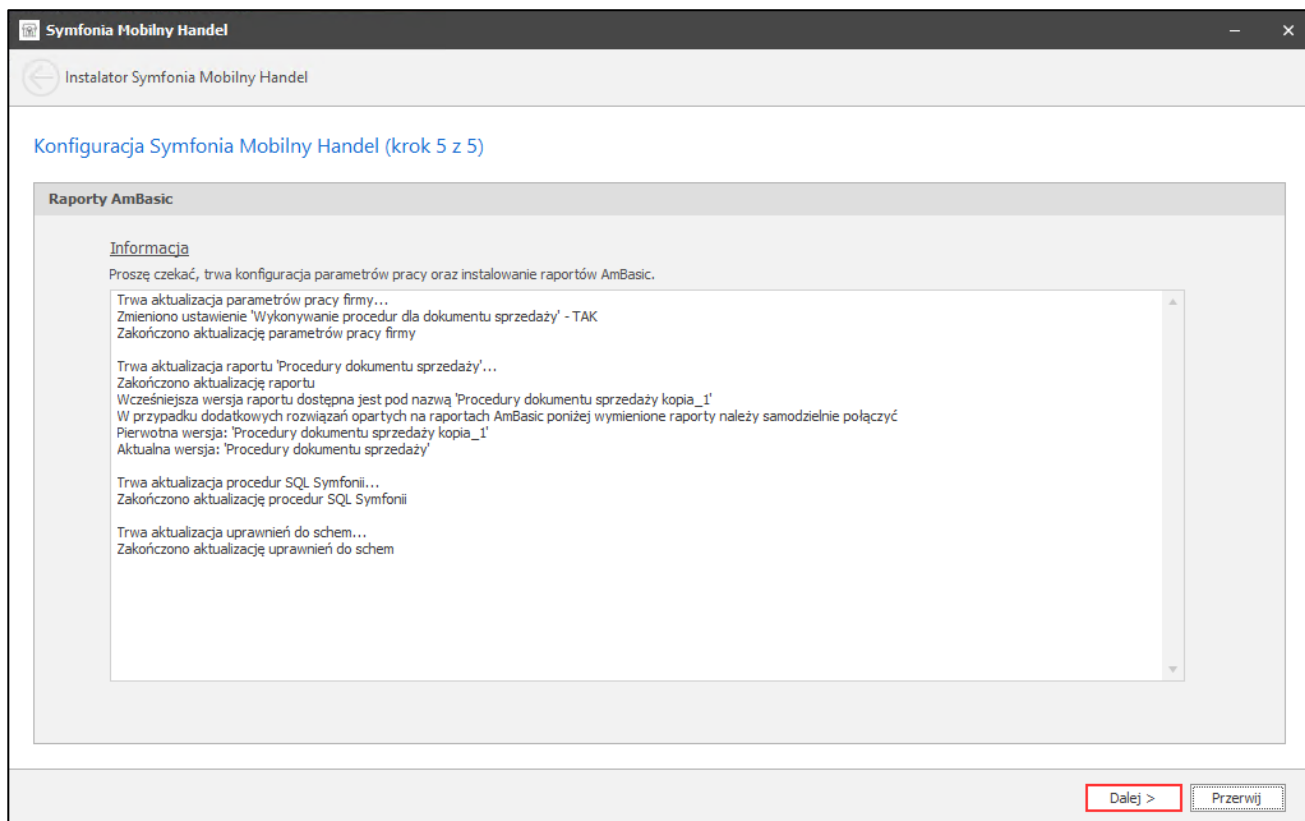 Symfonia Mobilny Handel
Instalator Symfonia Mobilny Handel
Konfiguracja Symfonia Mobilny Handel (krok 5 z 5)
Raporty AmBasic
Informacja
Proszę czekać, trwa konfiguracja parametrów pracy oraz instalowanie raportów AmBasic.
Trwa aktualizacja parametrów pracy firmy...
Zmieniono ustawienie 'Wykonywanie procedur dla dokumentu sprzedaży' - TAK
Zakończono aktualizację parametrów pracy firmy
Trwa aktualizacja raportu 'Procedury dokumentu sprzedaży'...
Zakończono aktualizację raportu
Wcześniejsza wersja raportu dostępna jest pod nazwą 'Procedury dokumentu sprzedaży kopia_1'
W przypadku dodatkowych rozwiązań opartych na raportach AmBasic poniżej wymienione raporty należy samodzielnie połączyć
Pierwotna wersja: 'Procedury dokumentu sprzedaży kopia_1'
Aktualna wersja: 'Procedury dokumentu sprzedaży'
Trwa aktualizacja procedur SQL Symfonii...
Zakończono aktualizację procedur SQL Symfonii
Trwa aktualizacja uprawnień do schem...
Zakończono aktualizację uprawnień do schem
Dalej >
Przerwij